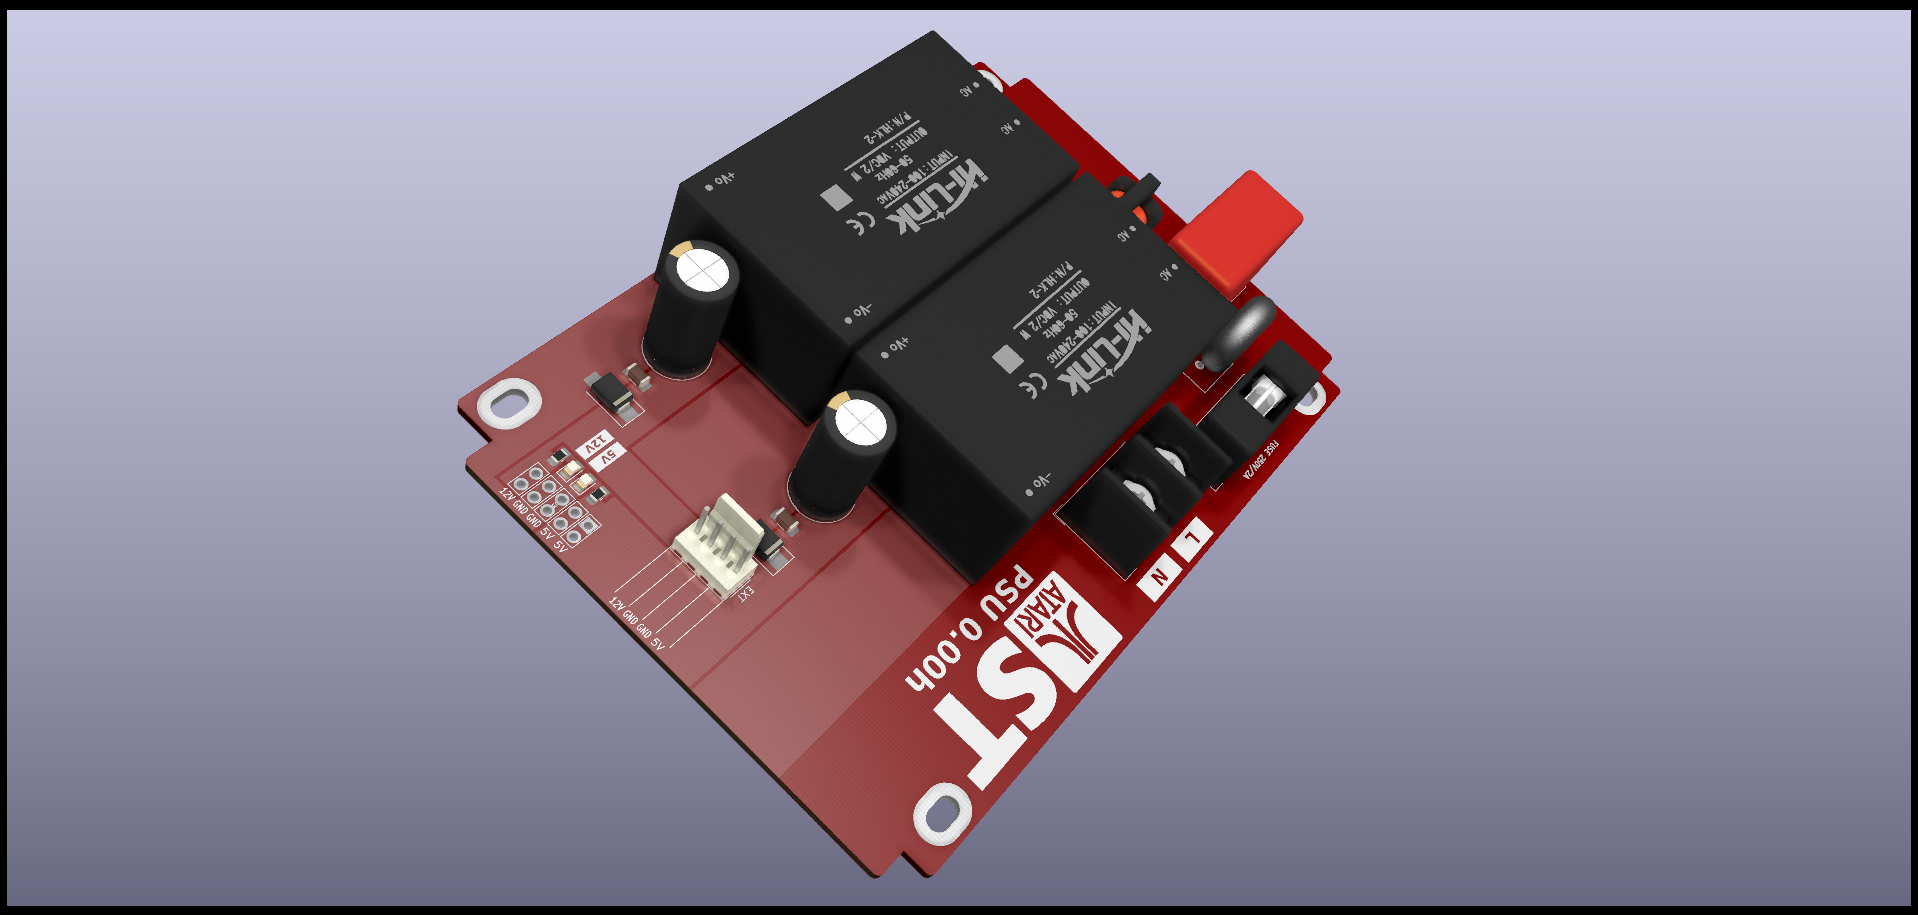 AC
AC
+Vo
-Vo
HI-LINK
INPUT:100-240VAC
50-60Hz
OUTPUT: VDC/2 W
P/N:HLK-2
CE
AC
AC
+Vo
-Vo
HI-LINK
INPUT:100-240VAC
50-60Hz
OUTPUT: VDC/2 W
P/N:HLK-2
CE
12V
5V
12V GND GND 5V 5V
12V GND GND 5V
EXT
FUSE 250V/2A
L
N
ATARI
ST
PSU 0.00h